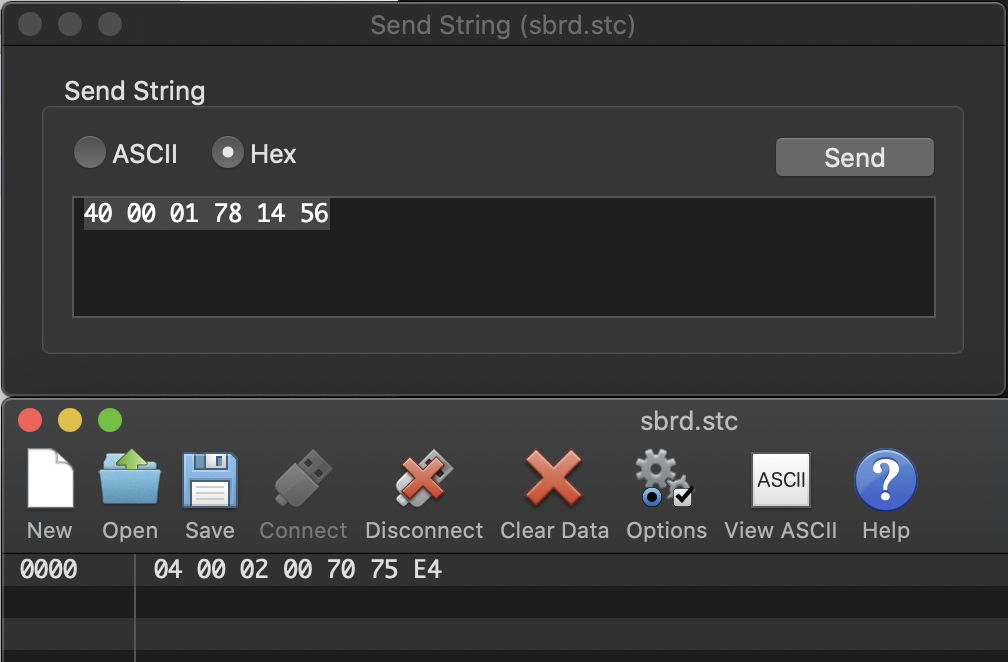 Send String (sbrd.stc)
Send String
ASCII Hex
Send
40 00 01 78 14 56
sbrd.stc
ASCII
New Open Save Connect Disconnect Clear Data Options View ASCII Help
0000 04 00 02 00 70 75 E4